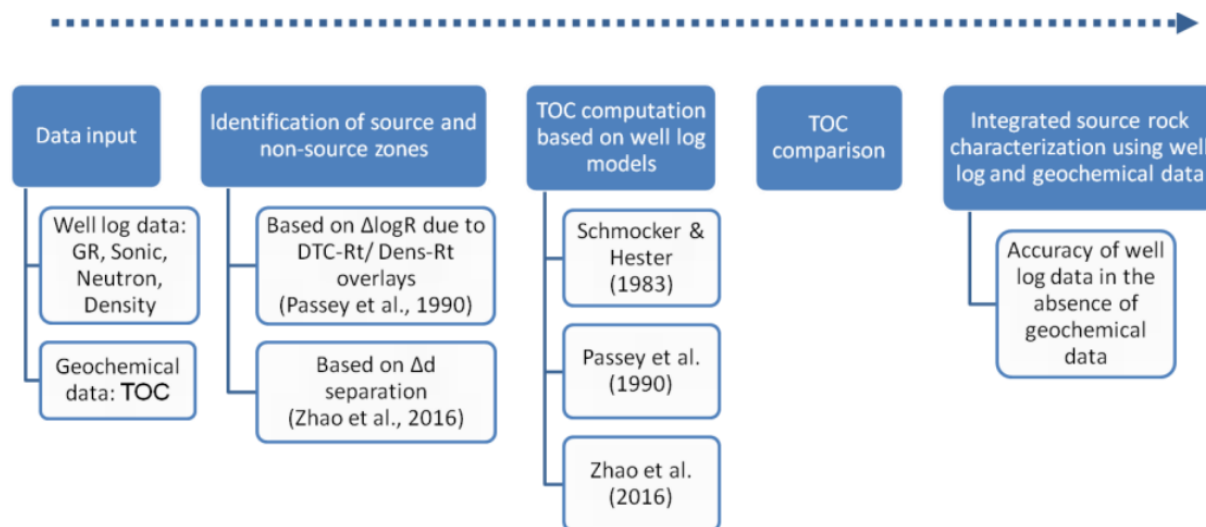 Data input
Well log data:
GR, Sonic,
Neutron,
Density
Geochemical
data: TOC
Identification of source and
non-source zones
Based on ΔlogR due to
DTC-Rt/ Dens-Rt
overlays
(Passey et al., 1990)
Based on Δd
separation
(Zhao et al., 2016)
TOC computation
based on well log
models
Schmocker &
Hester
(1983)
Passey et al.
(1990)
Zhao et al.
(2016)
TOC
comparison
Integrated source rock
characterization using well
log and geochemical data
Accuracy of well
log data in the
absence of
geochemical
data